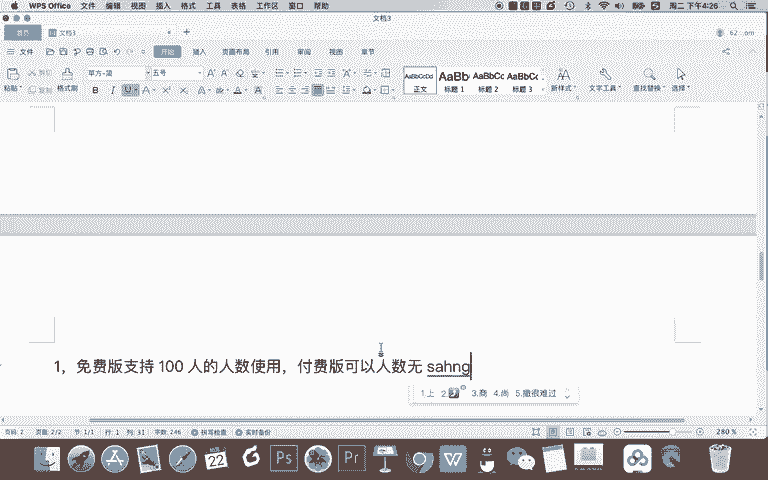 WPS Office 文件 编辑 视图 插入 格式 工具 表格 工作区 窗口 帮助 周二 下午4:26
文档3
首页 文档3 62 .om
文件 开始 插入 页面布局 引用 审阅 视图 章节
粘贴 剪切 复制 格式刷 五号
B I U A X² X₂ A
AaBbCcDd 正文 AaBb 标题 1 AaBbCc 标题 2 AaBbCc 标题 3 新样式 文字工具 查找替换 选择
1，免费版支持 100 人的人数使用，付费版可以人数无 sahng
1.上 2. 3.商 4.尚 5.撒很难过
页码: 2 页面: 2/2 节: 1/1 行: 1 列: 31 字数: 246 拼写检查 实时备份 280 %
22 Ps Pr W